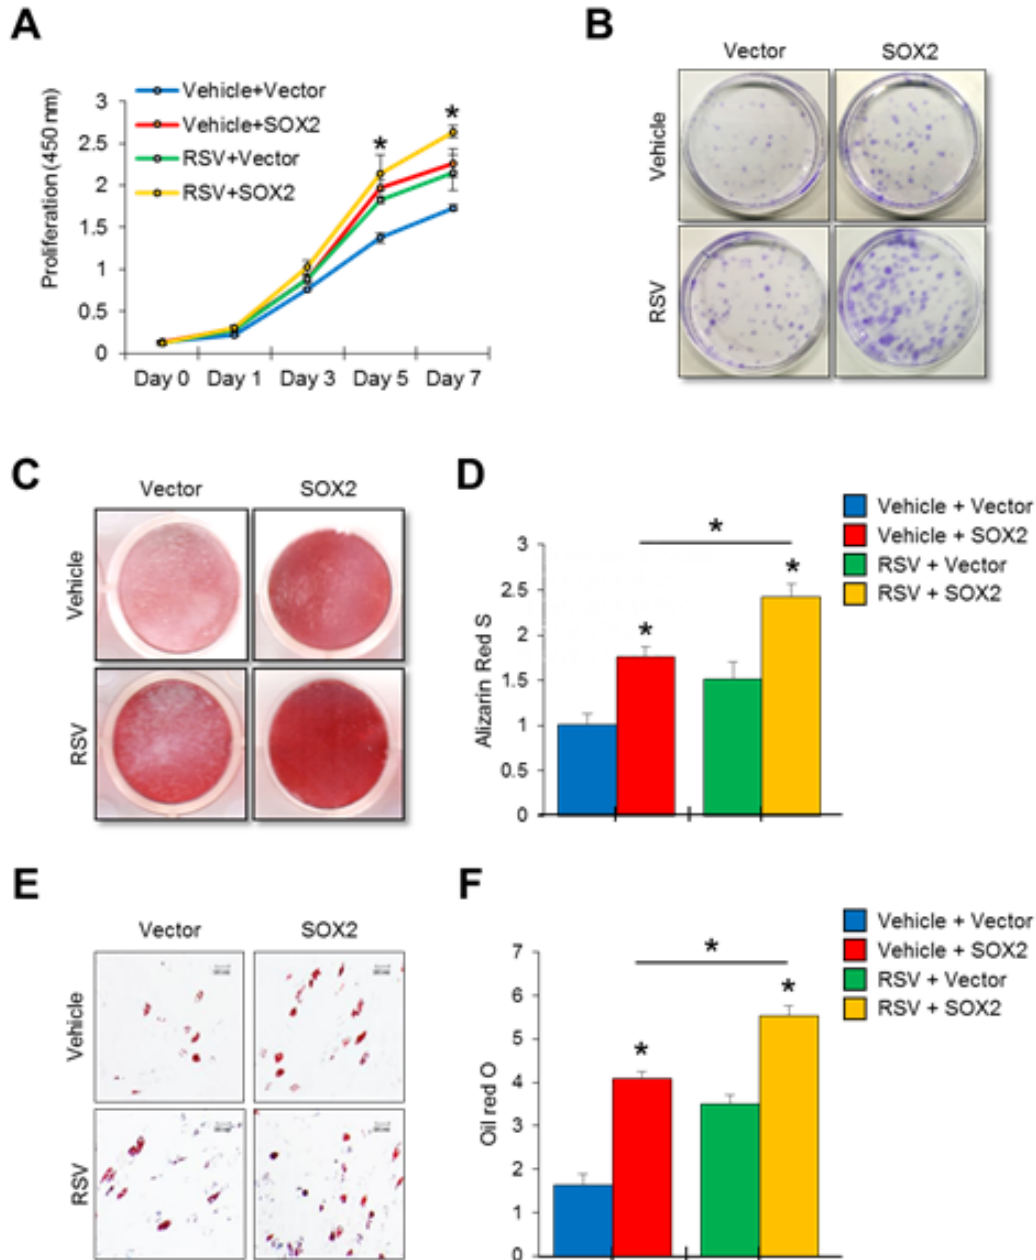 A
Vehicle+Vector
Vehicle+SOX2
RSV+Vector
RSV+SOX2
*
*
Proliferation (450 nm)
3
2.5
2
1.5
1
0.5
0
Day 0 Day 1 Day 3 Day 5 Day 7
B
Vector SOX2
Vehicle
RSV
C
Vector SOX2
Vehicle
RSV
D
Vehicle + Vector
Vehicle + SOX2
RSV + Vector
RSV + SOX2
*
*
*
Alizarin Red S
3
2.5
2
1.5
1
0.5
0
E
Vector SOX2
Vehicle
RSV
F
Vehicle + Vector
Vehicle + SOX2
RSV + Vector
RSV + SOX2
*
*
*
Oil red O
7
6
5
4
3
2
1
0